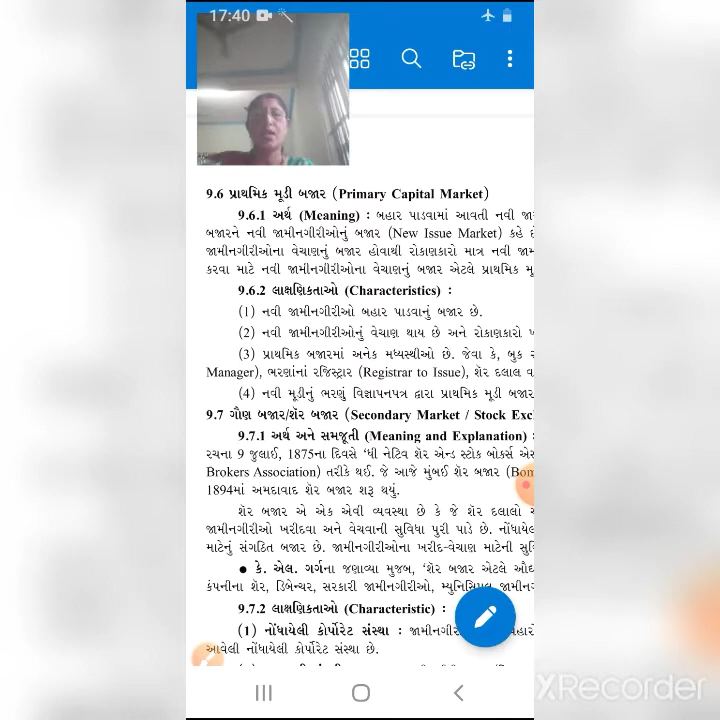 17:40
9.6 પ્રાથમિક મૂડી બજાર (Primary Capital Market)
9.6.1 અર્થ (Meaning) : બહાર પાડવામાં આવતી નવી
બજારને નવી જામીનગીરીઓનું બજાર (New Issue Market) કહે
જામીનગીરીઓના વેચાણનું બજાર હોવાથી રોકાણકારો માત્ર નવી
કરવા માટે નવી જામીનગીરીઓના વેચાણનું બજાર એટલે
9.6.2 લાક્ષણિકતાઓ (Characteristics) :
(1) નવી જામીનગીરીઓ બહાર પાડવાનું બજાર છે.
(2) નવી જામીનગીરીઓનું વેચાણ થાય છે અને રોકાણકારો
(3) પ્રાથમિક બજારમાં અનેક મધ્યસ્થીઓ છે. જેવા કે, બુક
Manager), ભરણાંનાં રજિસ્ટ્રાર (Registrar to Issue), શૅર દલાલ
(4) નવી મૂડીનું ભરણું વિજ્ઞાપનપત્ર દ્વારા પ્રાથમિક મૂડી બજાર
9.7 ગૌણ બજાર/શૅર બજાર (Secondary Market / Stock
9.7.1 અર્થ અને સમજૂતી (Meaning and Explanation) :
રચના 9 જુલાઈ, 1875ના દિવસે ‘ધી નેટિવ શૅર એન્ડ સ્ટોક બોર્કર્સ
Brokers Association) તરીકે થઈ. જે આજે મુંબઈ શૅર બજાર
1894માં અમદાવાદ શૅર બજાર શરૂ થયું.
શૅર બજાર એ એક એવી વ્યવસ્થા છે કે જે શૅર દલાલો
જામીનગીરીઓ ખરીદવા અને વેચવાની સુવિધા પુરી પાડે છે.
માટેનું સંગઠિત બજાર છે. જામીનગીરીઓના ખરીદ-વેચાણ માટેની
● કે. એલ. ગર્ગના જણાવ્યા મુજબ, ‘શૅર બજાર એટલે
કંપનીના શૅર, ડિબેન્ચર, સરકારી જામીનગીરીઓ, મ્યુનિસિપલ
9.7.2 લાક્ષણિકતાઓ (Characteristic) :
(1) નોંધાયેલી કોર્પોરેટ સંસ્થા :
આવેલી નોંધાયેલી કોર્પોરેટ સંસ્થા છે.
XRecorder